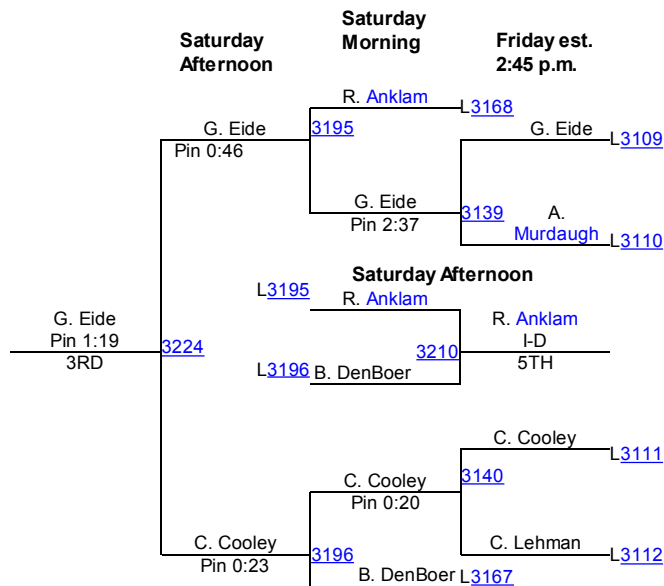 Saturday
Afternoon
Saturday
Morning
Friday est.
2:45 p.m.
R. Anklam
L3168
G. Eide
3195
G. Eide
L3109
Pin 0:46
G. Eide
3139
A.
Pin 2:37
Murdaugh
L3110
Saturday Afternoon
L3195
R. Anklam
R. Anklam
G. Eide
Pin 1:19
3224
3210
I-D
3RD
L3196
B. DenBoer
5TH
C. Cooley
L3111
C. Cooley
3140
Pin 0:20
C. Cooley
3196
C. Lehman
L3112
Pin 0:23
B. DenBoer
L3167